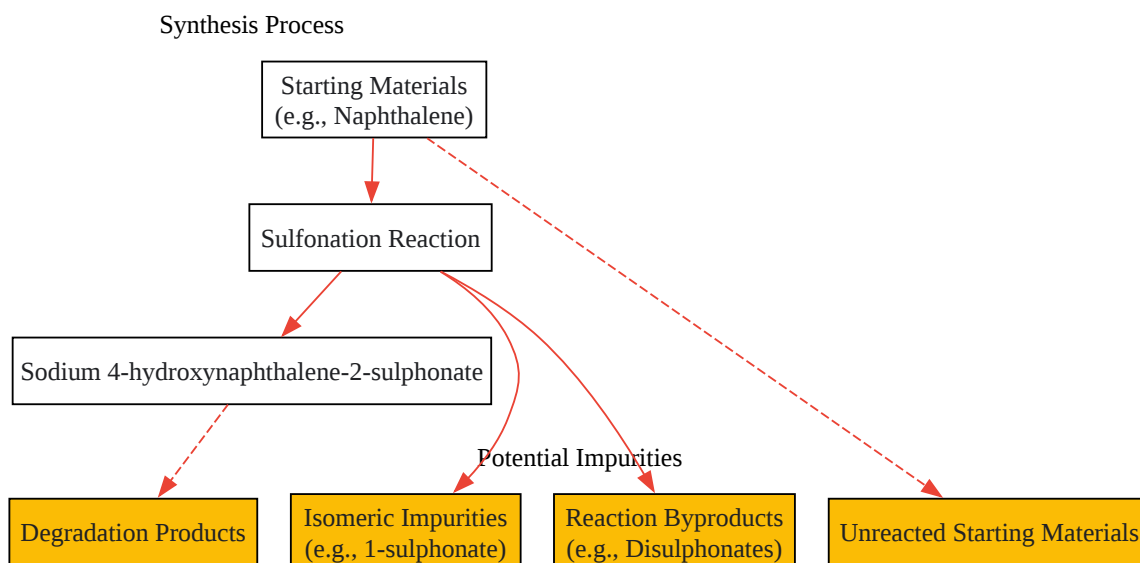 Synthesis Process
Starting Materials
(e.g., Naphthalene)
Sulfonation Reaction
Sodium 4-hydroxynaphthalene-2-sulphonate
Potential Impurities
Degradation Products
Isomeric Impurities
(e.g., 1-sulphonate)
Reaction Byproducts
(e.g., Disulphonates)
Unreacted Starting Materials